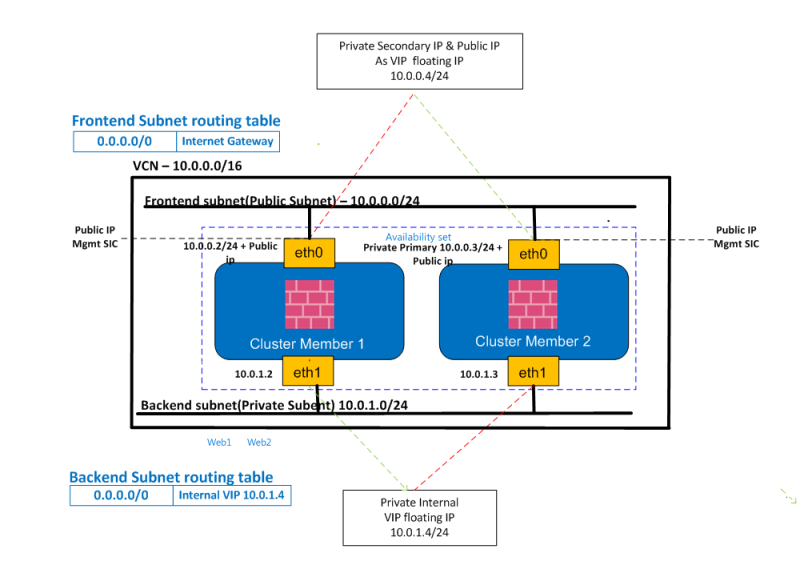 Private Secondary IP & Public IP
As VIP floating IP
10.0.0.4/24
Frontend Subnet routing table
0.0.0.0/0 Internet Gateway
VCN – 10.0.0.0/16
Frontend subnet(Public Subnet) – 10.0.0.0/24
Public IP
Mgmt SIC
Public IP
Mgmt SIC
Availability set
10.0.0.2/24 + Public
ip
eth0
Private Primary 10.0.0.3/24 +
Public ip
eth0
Cluster Member 1
Cluster Member 2
10.0.1.2
eth1
10.0.1.3
eth1
Backend subnet(Private Subent) 10.0.1.0/24
Web1 Web2
Backend Subnet routing table
0.0.0.0/0 Internal VIP 10.0.1.4
Private Internal
VIP floating IP
10.0.1.4/24